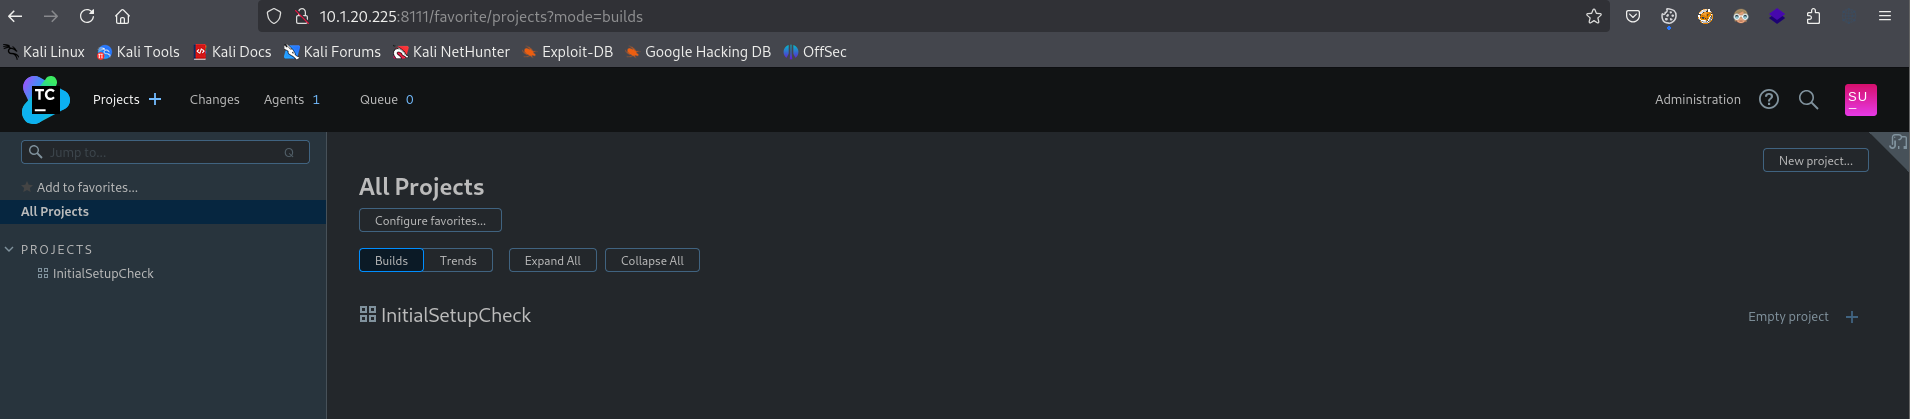 10.1.20.225:8111/favorite/projects?mode=builds
Kali Linux Kali Tools Kali Docs Kali Forums Kali NetHunter Exploit-DB Google Hacking DB OffSec
TC Projects + Changes Agents 1 Queue 0 Administration ? SU
Jump to... Q
New project...
Add to favorites...
All Projects
All Projects
Configure favorites...
PROJECTS
InitialSetupCheck
Builds Trends Expand All Collapse All
InitialSetupCheck Empty project +